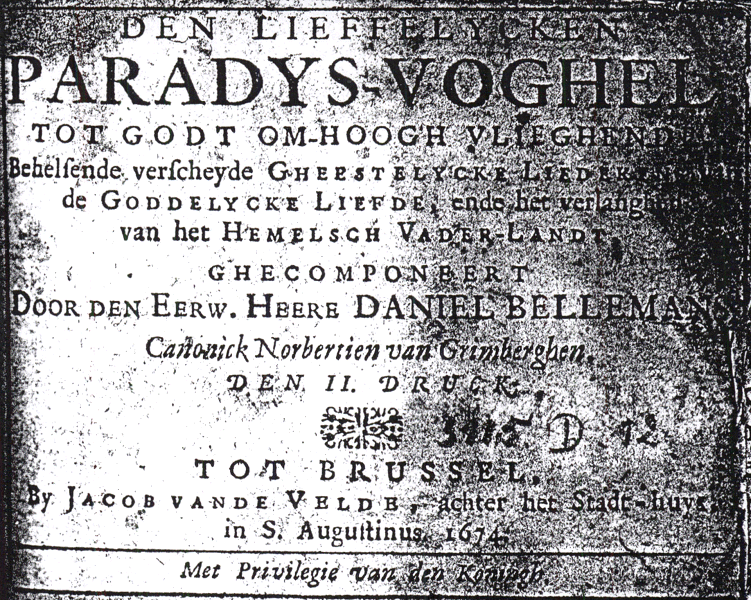 DEN LIEFFELYCKEN
PARADYS-VOGHEL
TOT GODT OM-HOOGH VLIEGHEND
Behelſende verſcheyde GHEESTELYCKE LIEDEKENS
de GODDELYCKE LIEFDE, ende het verlanghen
van het HEMELSCH VADER-LANDT,
GHECOMPONEERT
DOOR DEN EERW. HEERE DANIEL BELLEMANS,
Canonick Norbertien van Grimberghen,
DEN II. DRUCK,
D 12
TOT BRUSSEL,
By JACOB VANDE VELDE, achter het Stadt-huys
in S. Auguſtinus, 1674.
Met Privilegie van den Koningh.